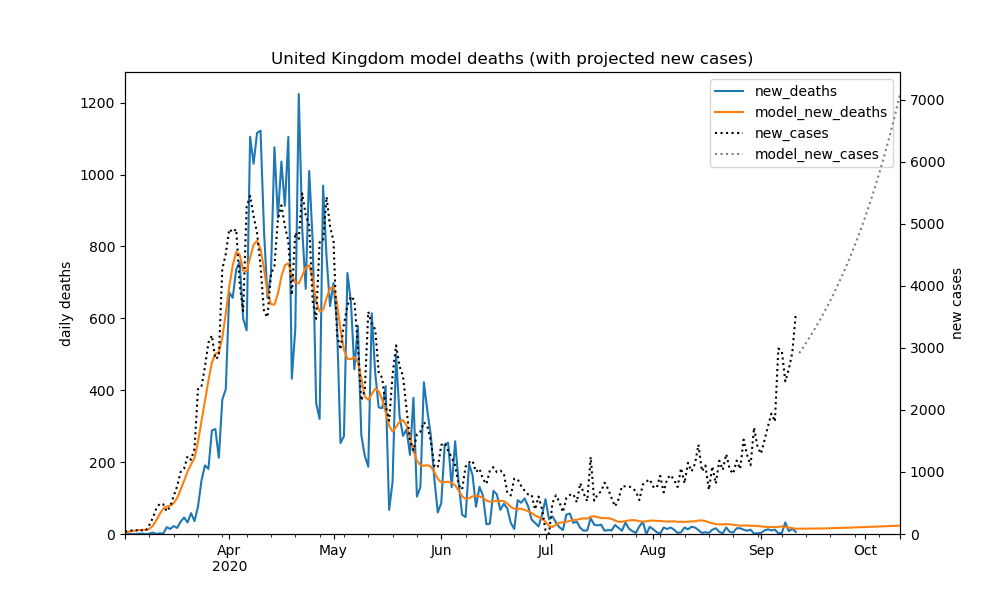 United Kingdom model deaths (with projected new cases)
new_deaths
model_new_deaths
new_cases
model_new_cases
daily deaths
new cases
1200
1000
800
600
400
200
0
7000
6000
5000
4000
3000
2000
1000
0
Apr
2020
May
Jun
Jul
Aug
Sep
Oct